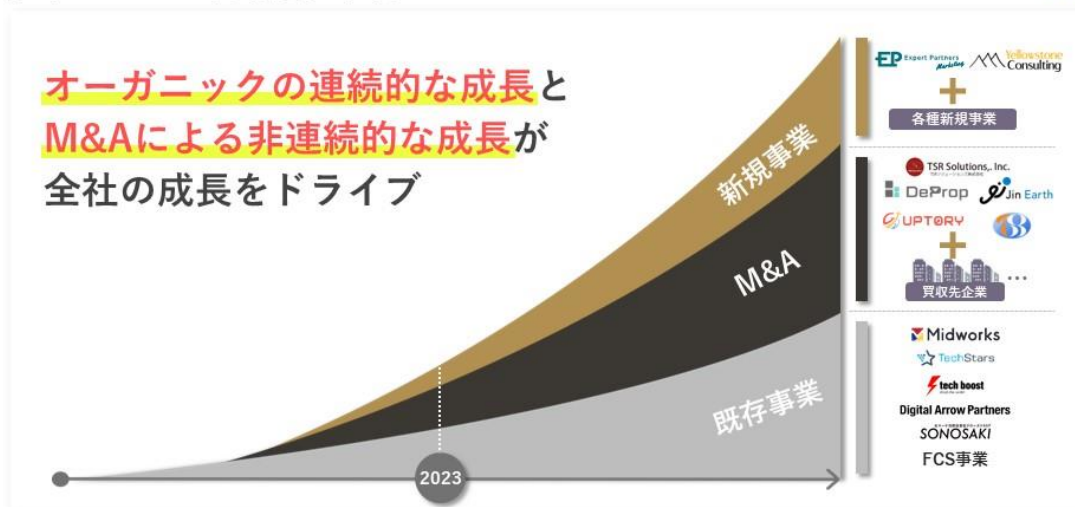 オーガニックの連続的な成長と
M&Aによる非連続的な成長が
全社の成長をドライブ
新規事業
M&A
既存事業
2023
EP Expert Partners Marketing
Yellowstone Consulting
各種新規事業
TSR Solutions,. Inc.
DeProp
Jin Earth
UPTORY
買収先企業
Midworks
TechStars
tech boost
Digital Arrow Partners
SONOSAKI
FCS事業